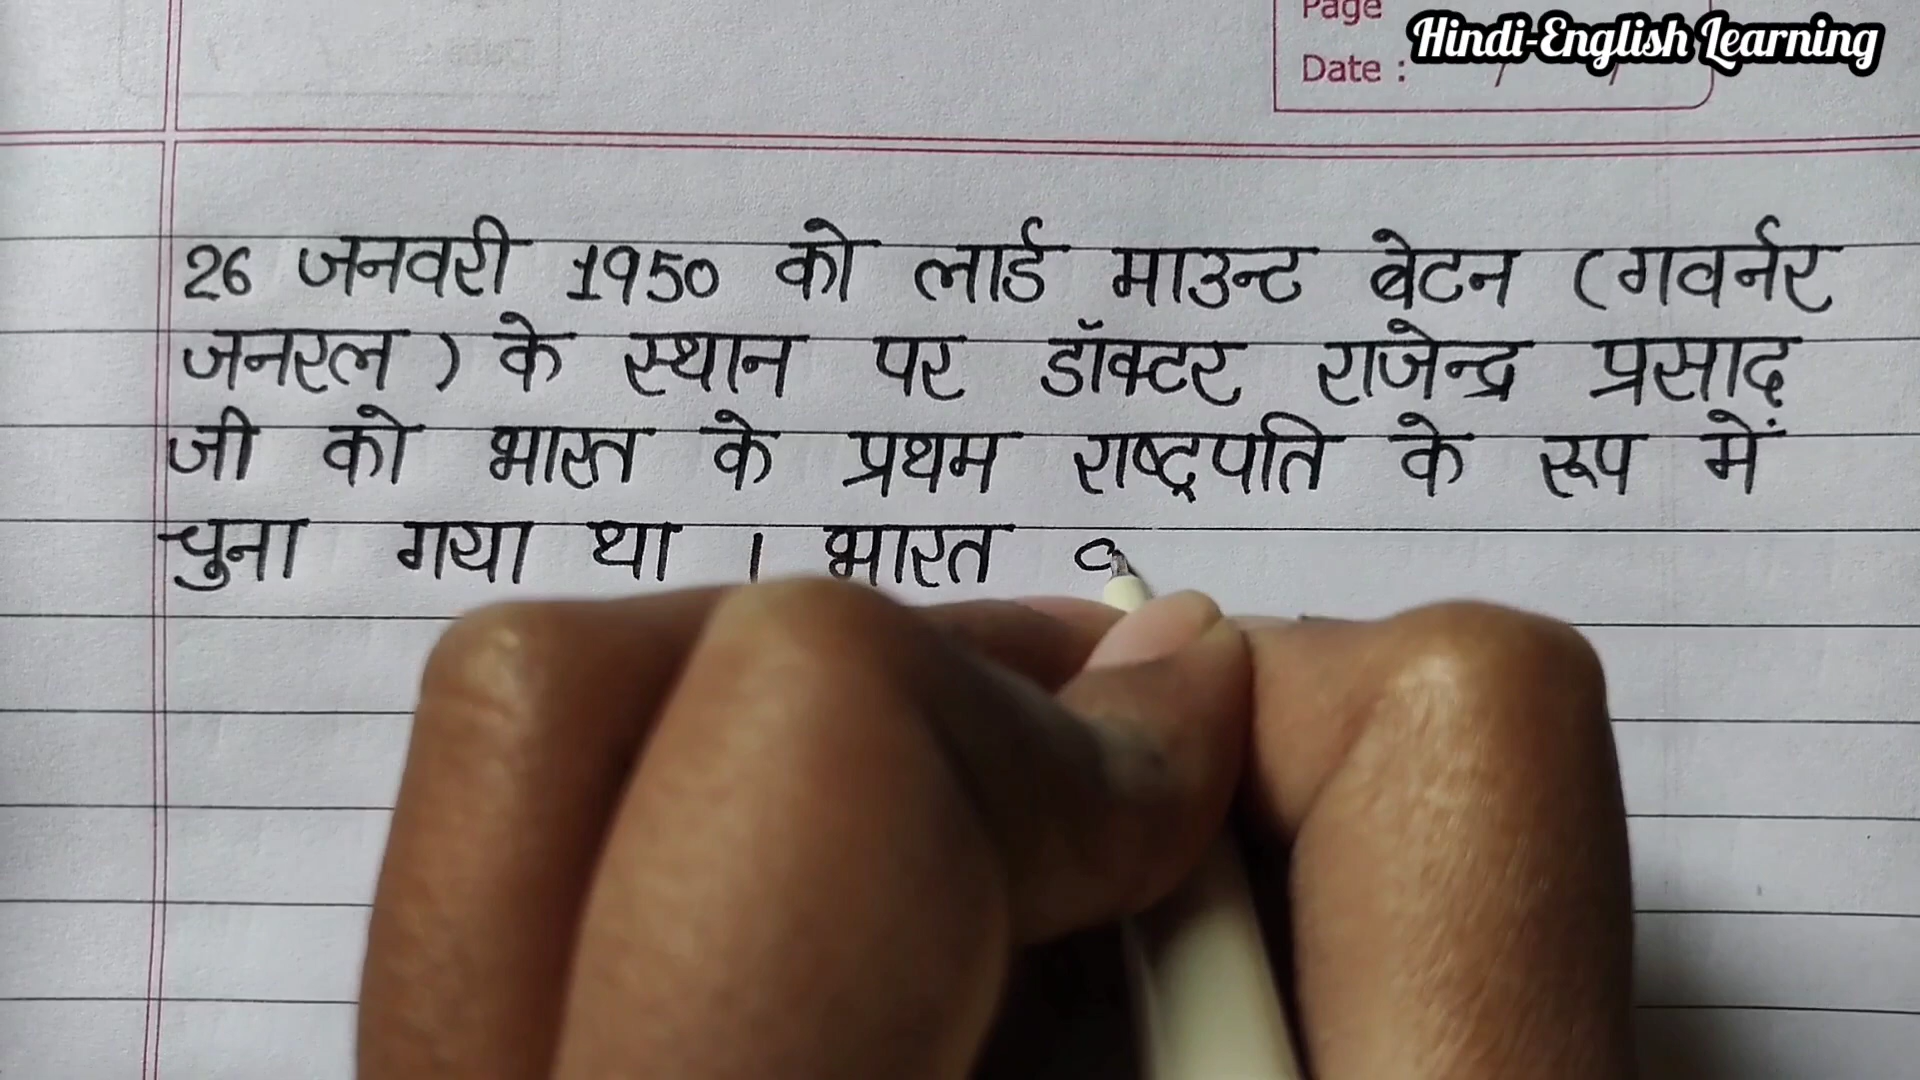 Page
Date :
Hindi-English Learning
26 जनवरी 1950 को लार्ड माउन्ट बेटन (गवर्नर
जनरल) के स्थान पर डॉक्टर राजेन्द्र प्रसाद
जी को भारत के प्रथम राष्ट्रपति के रूप में
चुना गया था । भारत